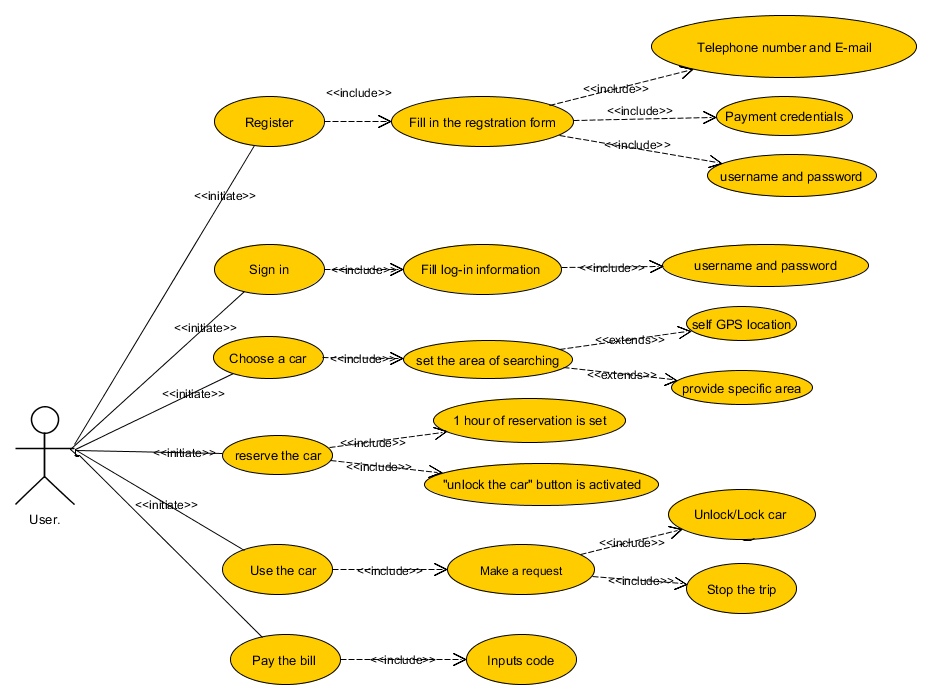 Telephone number and E-mail
<<include>>
<<include>>
<<include>>
Payment credentials
Register
Fill in the regstration form
<<include>>
username and password
<<initiate>>
Sign in
<<include>>
Fill log-in information
<<include>>
username and password
<<initiate>>
self GPS location
<<extends>>
Choose a car
<<include>>
set the area of searching
<<extends>>
provide specific area
<<initiate>>
1 hour of reservation is set
<<include>>
<<initiate>>
reserve the car
<<include>>
"unlock the car" button is activated
<<initiate>>
User.
Unlock/Lock car
<<include>>
Use the car
<<include>>
Make a request
<<include>>
Stop the trip
Pay the bill
<<include>>
Inputs code